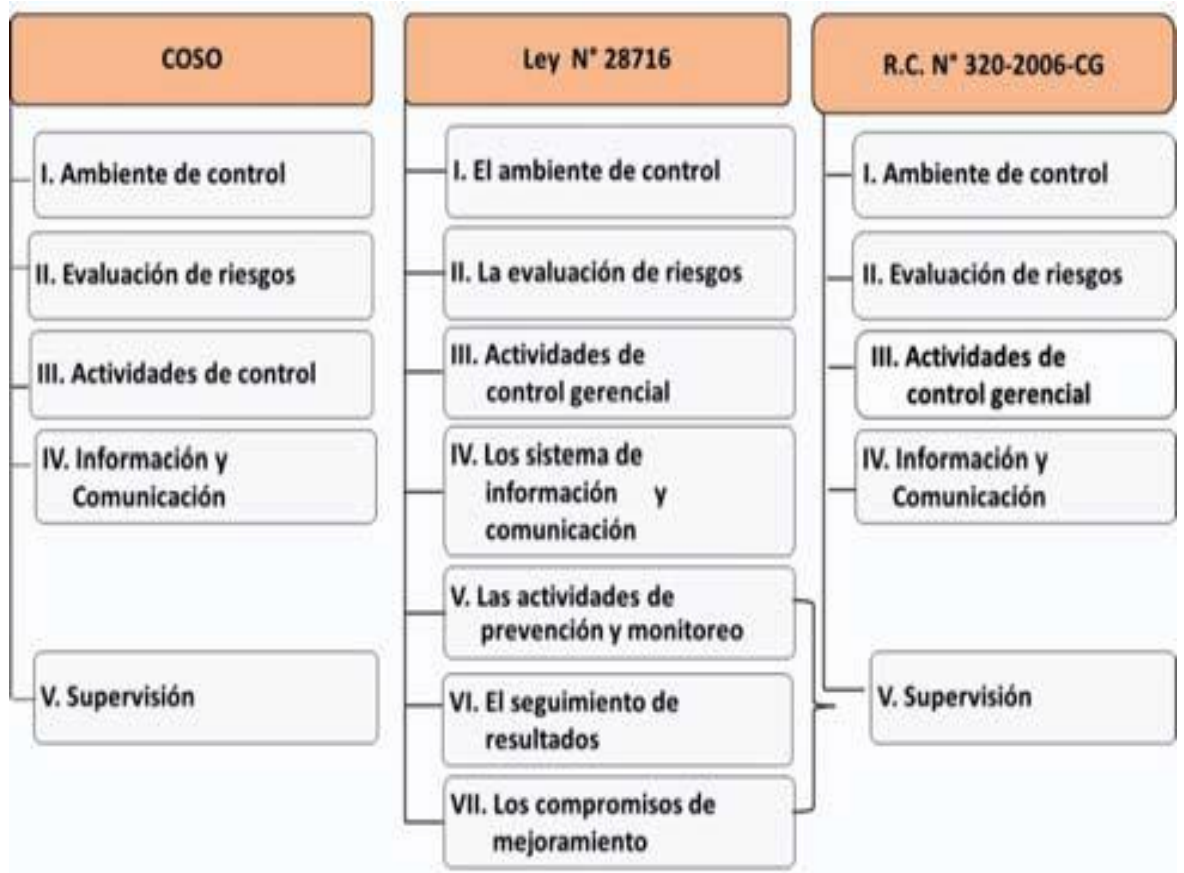 COSO
I. Ambiente de control
II. Evaluación de riesgos
III. Actividades de control
IV. Información y
Comunicación
V. Supervisión
Ley N° 28716
I. El ambiente de control
II. La evaluación de riesgos
III. Actividades de
control gerencial
IV. Los sistema de
información y
comunicación
V. Las actividades de
prevención y monitoreo
VI. El seguimiento de
resultados
VII. Los compromisos de
mejoramiento
R.C. N° 320-2006-CG
I. Ambiente de control
II. Evaluación de riesgos
III. Actividades de
control gerencial
IV. Información y
Comunicación
V. Supervisión